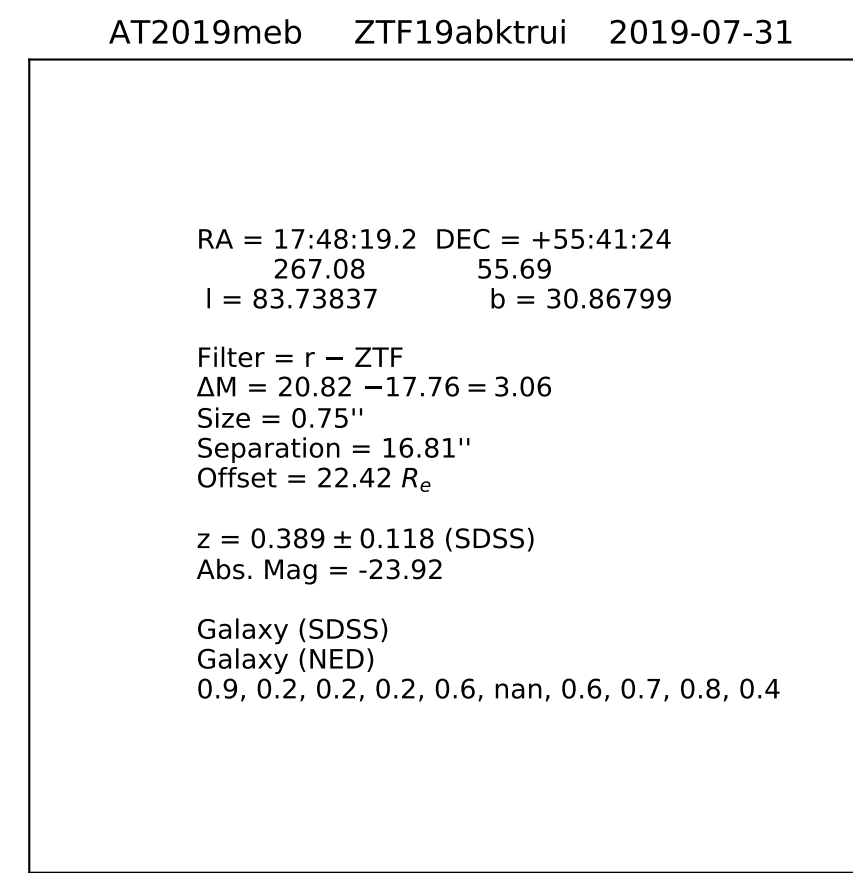 AT2019meb ZTF19abktrui 2019-07-31
RA = 17:48:19.2 DEC = +55:41:24
267.08 55.69
l = 83.73837 b = 30.86799
Filter = r − ZTF
ΔM = 20.82 −17.76 = 3.06
Size = 0.75''
Separation = 16.81''
Offset = 22.42 Rₑ
z = 0.389 ± 0.118 (SDSS)
Abs. Mag = -23.92
Galaxy (SDSS)
Galaxy (NED)
0.9, 0.2, 0.2, 0.2, 0.6, nan, 0.6, 0.7, 0.8, 0.4